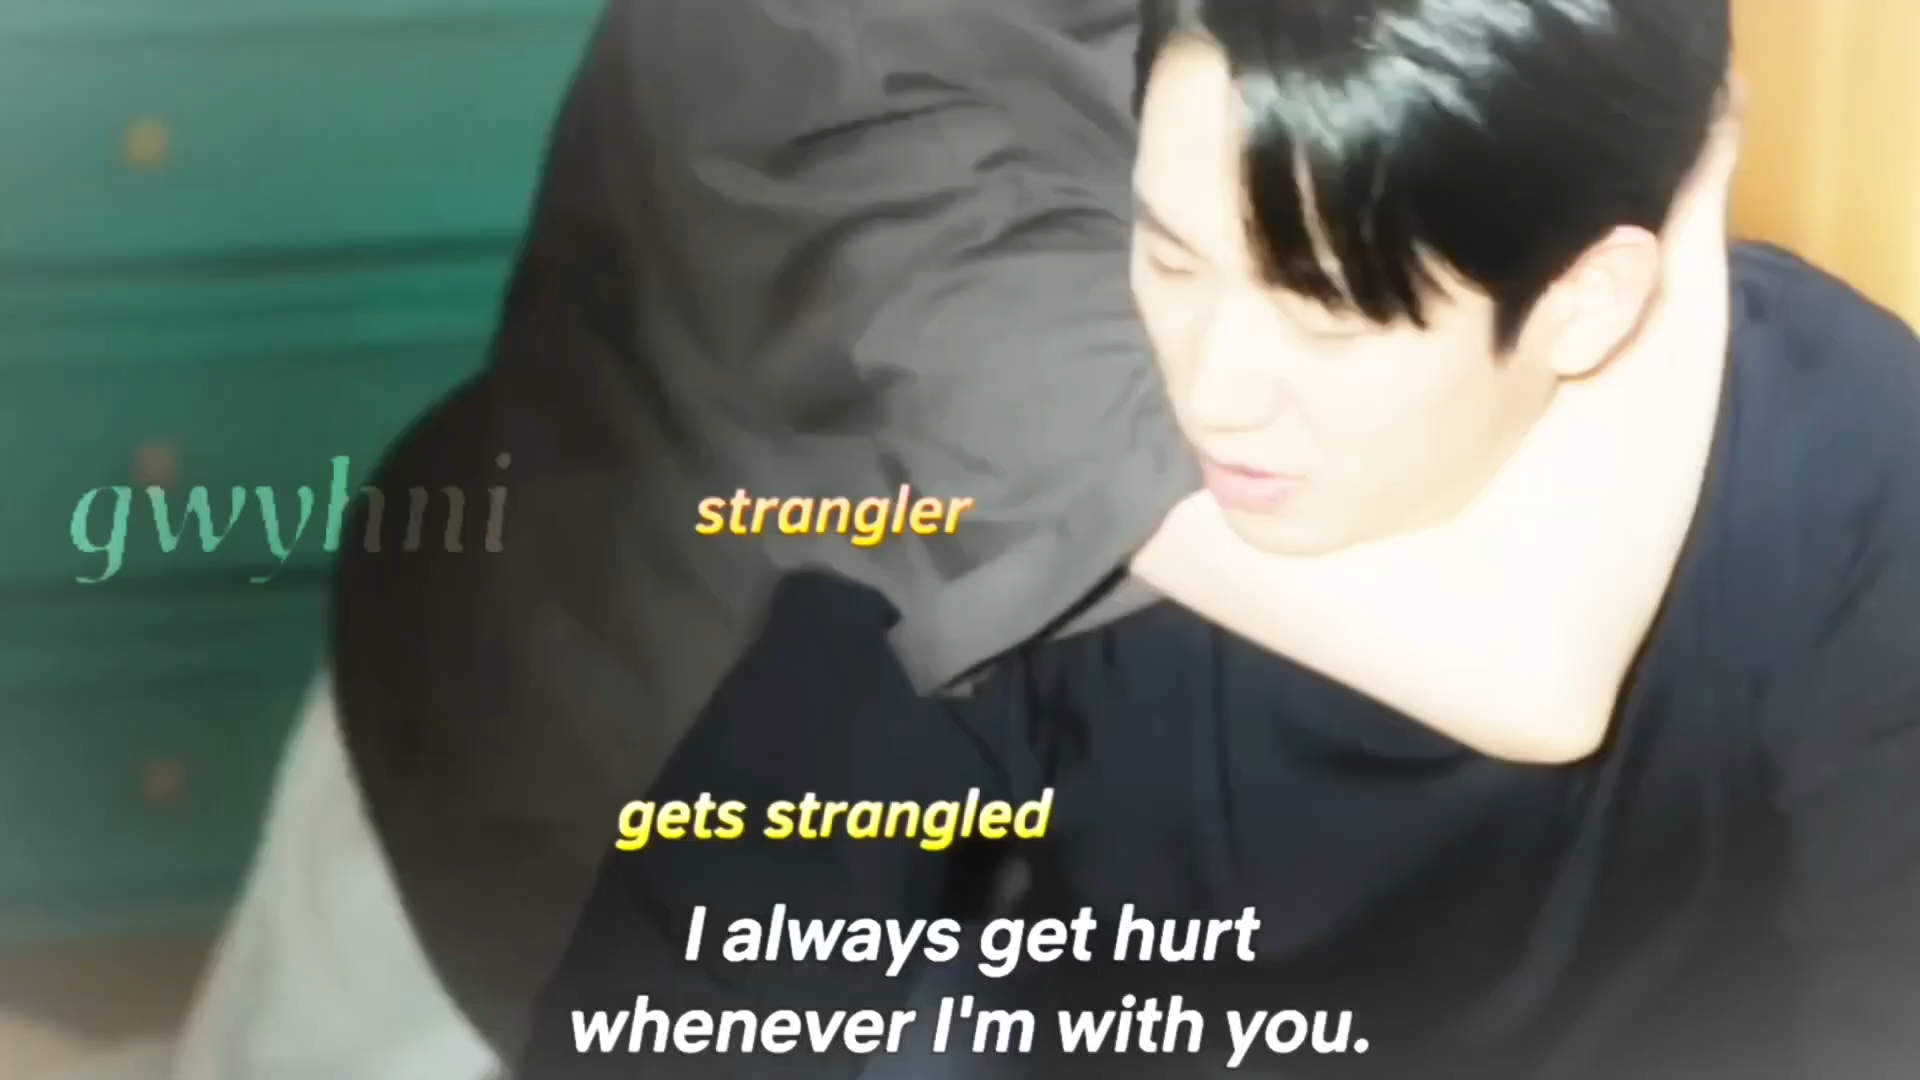 gwyhni
strangler
gets strangled
I always get hurt
whenever I'm with you.